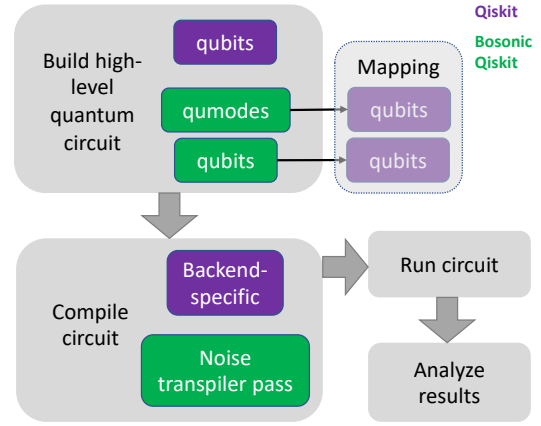 Qiskit
Bosonic
Qiskit
Build high-
level
quantum
circuit
qubits
qumodes
qubits
Mapping
qubits
qubits
Compile
circuit
Backend-
specific
Noise
transpiler pass
Run circuit
Analyze
results